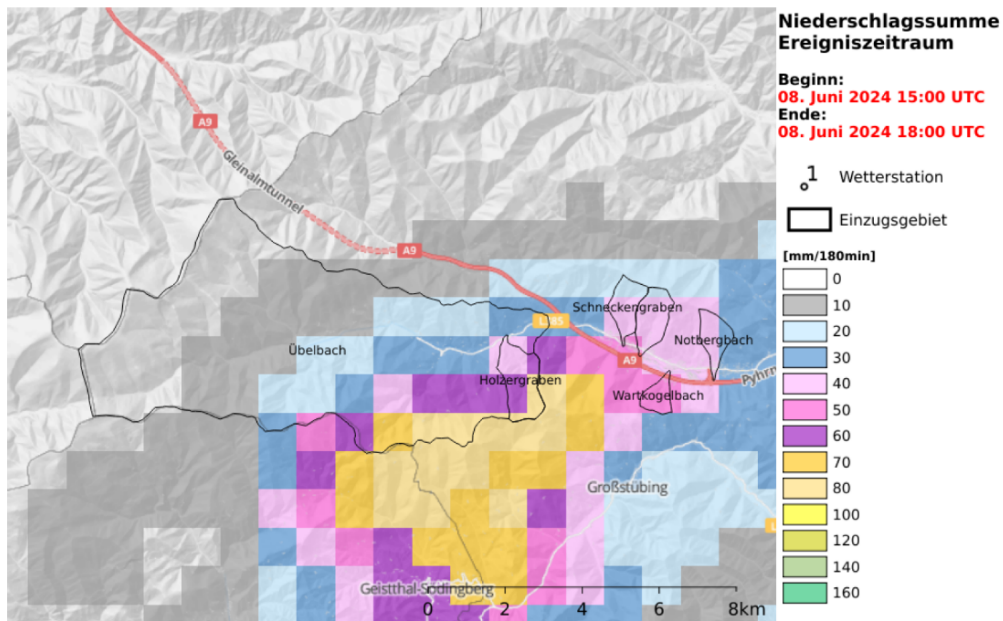 Niederschlagssumme
Ereigniszeitraum
Beginn:
08. Juni 2024 15:00 UTC
Ende:
08. Juni 2024 18:00 UTC
1
Wetterstation
Einzugsgebiet
[mm/180min]
0
10
20
30
40
50
60
70
80
100
120
140
160
A9
Gleinalmtunnel
A9
Schneckengraben
Notbergbach
Übelbach
A9
Holzergraben
Wartkogelbach
Großstübing
Geistthal-Södingberg
0 2 4 6 8km